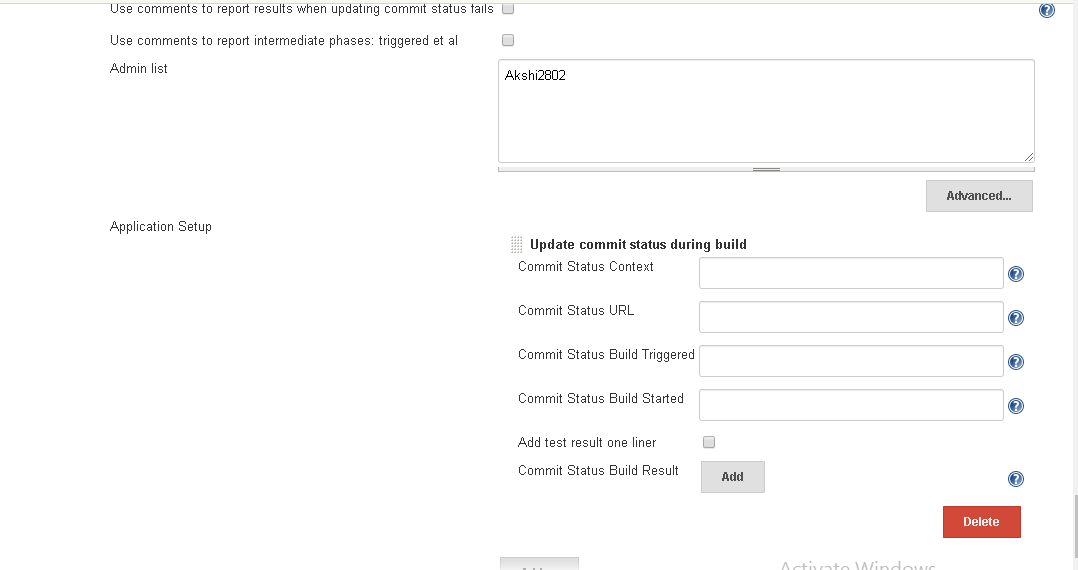 Use comments to report results when updating commit status fails
Use comments to report intermediate phases: triggered et al
Admin list
Akshi2802
Advanced...
Application Setup
Update commit status during build
Commit Status Context
Commit Status URL
Commit Status Build Triggered
Commit Status Build Started
Add test result one liner
Commit Status Build Result
Add
Delete
Activate Windows